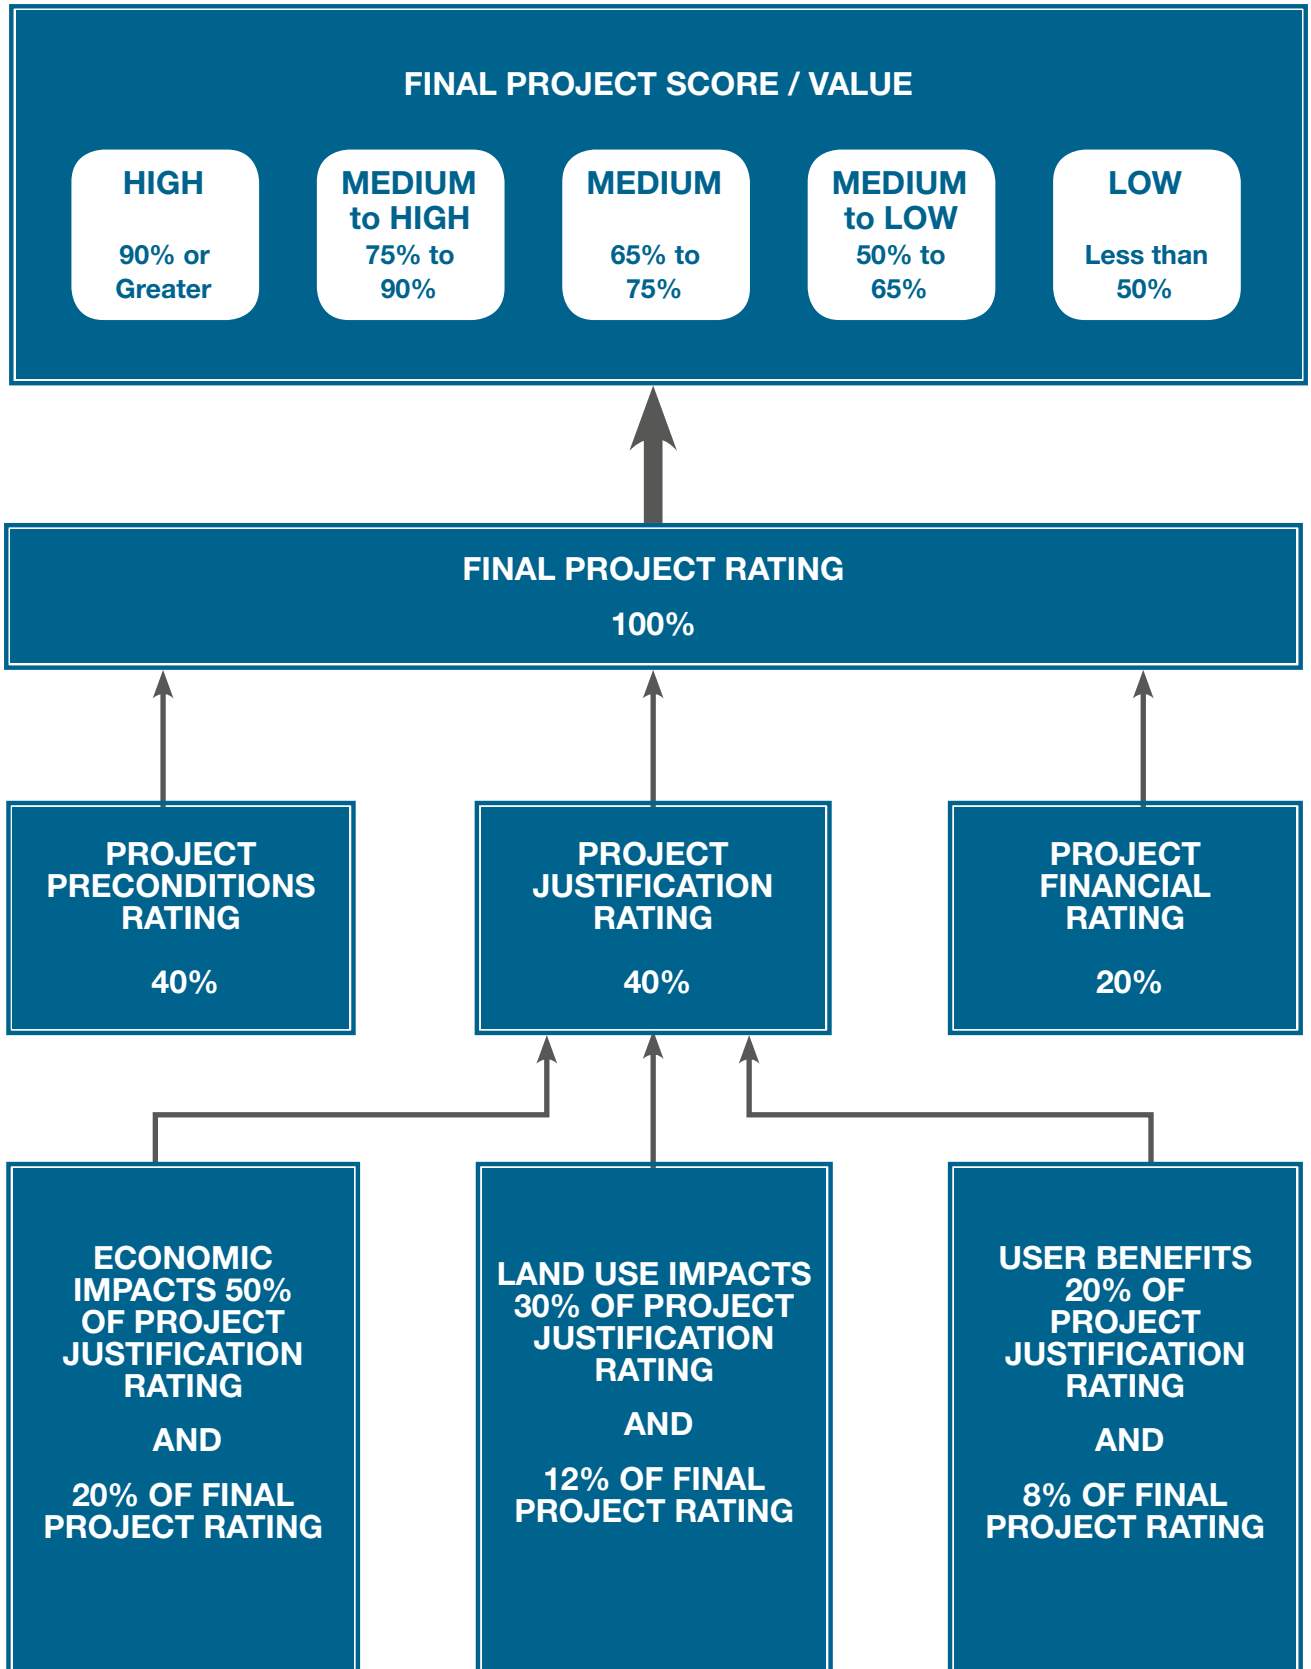 FINAL PROJECT SCORE / VALUE
HIGH
90% or
Greater
MEDIUM
to HIGH
75% to
90%
MEDIUM
65% to
75%
MEDIUM
to LOW
50% to
65%
LOW
Less than
50%
FINAL PROJECT RATING
100%
PROJECT
PRECONDITIONS
RATING
40%
PROJECT
JUSTIFICATION
RATING
40%
PROJECT
FINANCIAL
RATING
20%
ECONOMIC
IMPACTS 50%
OF PROJECT
JUSTIFICATION
RATING
AND
20% OF FINAL
PROJECT RATING
LAND USE IMPACTS
30% OF PROJECT
JUSTIFICATION
RATING
AND
12% OF FINAL
PROJECT RATING
USER BENEFITS
20% OF
PROJECT
JUSTIFICATION
RATING
AND
8% OF FINAL
PROJECT RATING